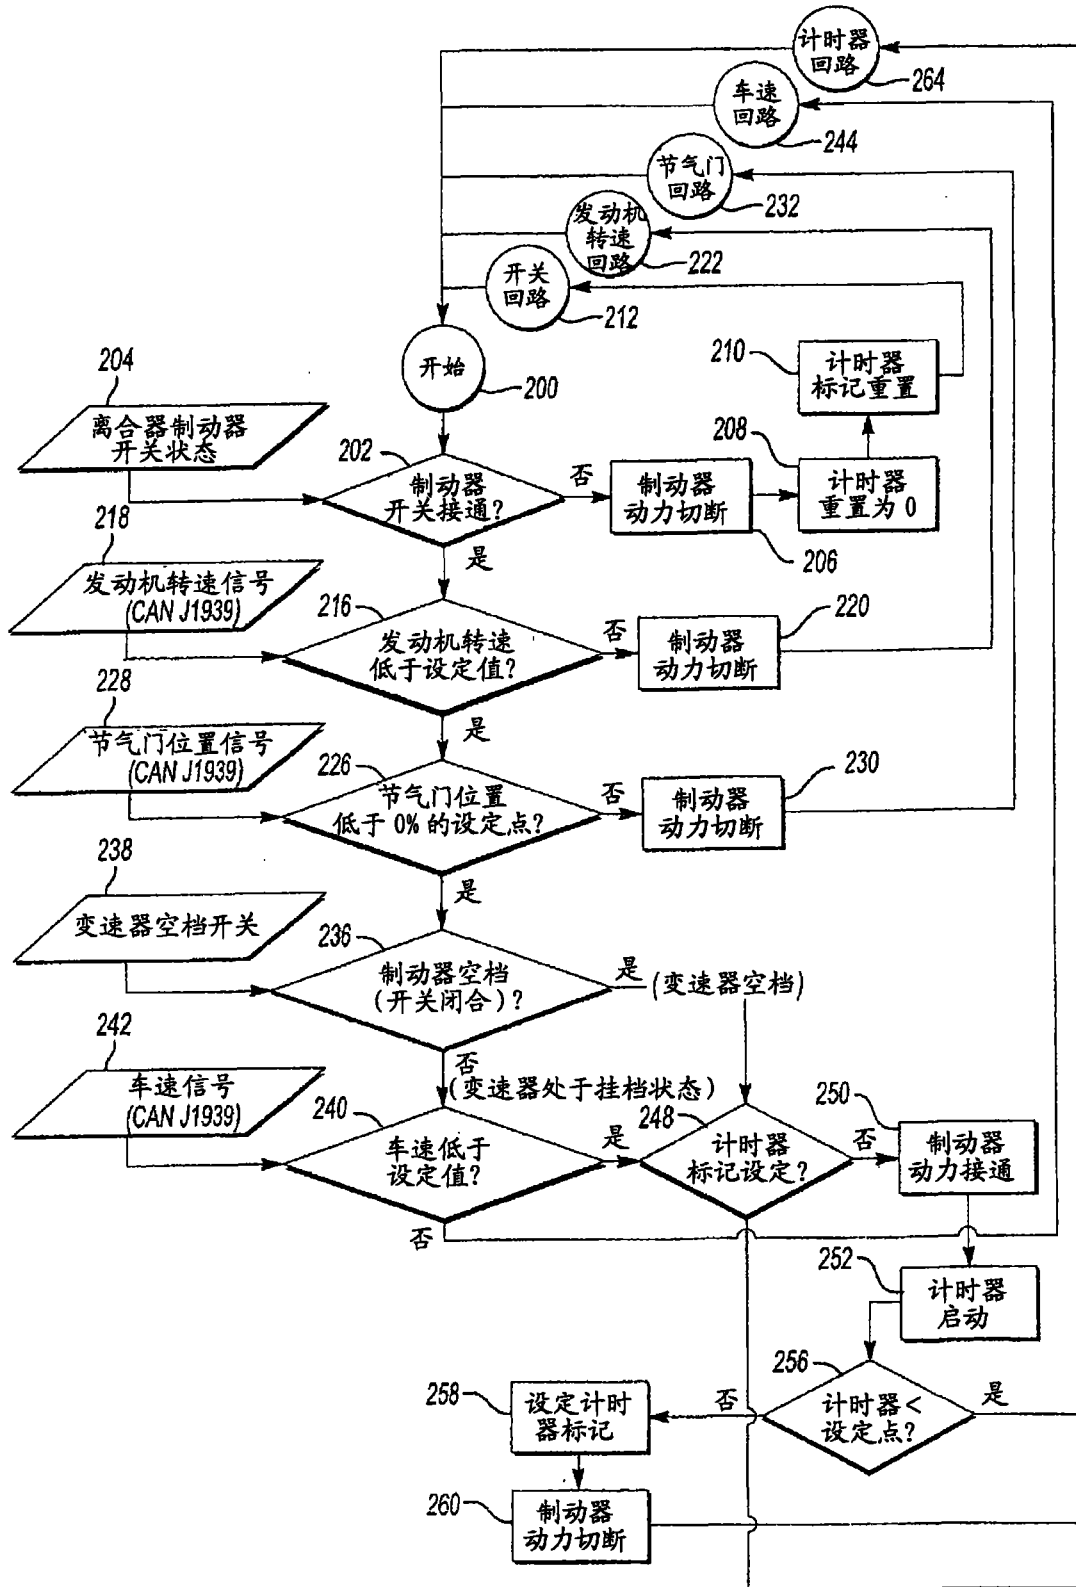 计时器
回路
264
车速
回路
244
节气门
回路
232
发动机
转速
回路
222
开关
回路
212
开始
200
204
离合器制动器
开关状态
202
制动器
开关接通?
否
制动器
动力切断
206
208
计时器
重置为 0
210
计时器
标记重置
是
218
发动机转速信号
(CAN J1939)
216
发动机转速
低于设定值?
否
制动器
动力切断
220
是
228
节气门位置信号
(CAN J1939)
226
节气门位置
低于 0% 的设定点?
否
制动器
动力切断
230
是
238
变速器空档开关
236
制动器空档
(开关闭合)?
是
(变速器空档)
否
(变速器处于挂档状态)
242
车速信号
(CAN J1939)
240
车速低于
设定值?
是
否
248
计时器
标记设定?
否
250
制动器
动力接通
252
计时器
启动
256
计时器<
设定点?
是
否
258
设定计时
器标记
260
制动器
动力切断